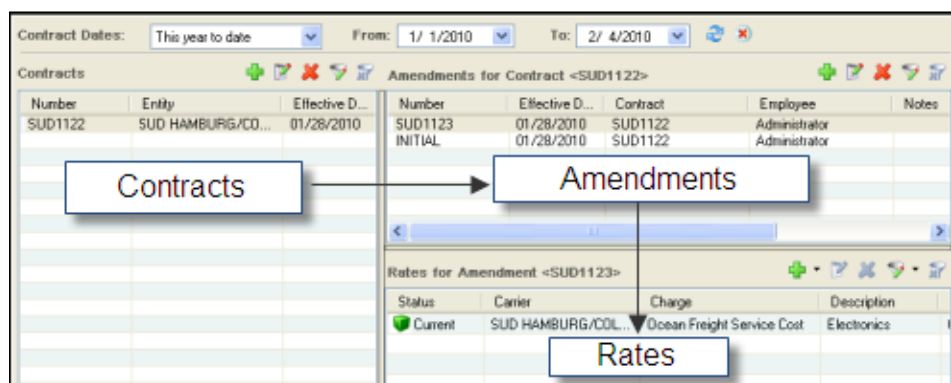 Contract Dates: This year to date From: 1/ 1/2010 To: 2/ 4/2010
Contracts
Amendments for Contract <SUD1122>
Number Entity Effective D...
SUD1122 SUD HAMBURG/CO... 01/28/2010
Number Effective D... Contract Employee Notes
SUD1123 01/28/2010 SUD1122 Administrator
INITIAL 01/28/2010 SUD1122 Administrator
Contracts
Amendments
Rates for Amendment <SUD1123>
Status Carrier Charge Description
Current SUD HAMBURG/COL... Ocean Freight Service Cost Electronics
Rates